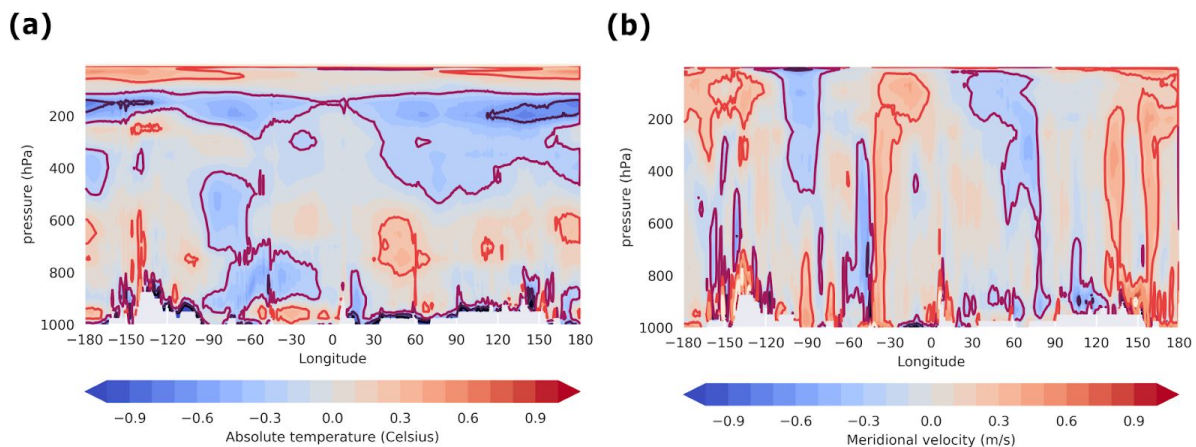 (a)
(b)
pressure (hPa)
200
400
600
800
1000
−180 −150 −120 −90 −60 −30 0 30 60 90 120 150 180
Longitude
−0.9 −0.6 −0.3 0.0 0.3 0.6 0.9
Absolute temperature (Celsius)
pressure (hPa)
200
400
600
800
1000
−180 −150 −120 −90 −60 −30 0 30 60 90 120 150 180
Longitude
−0.9 −0.6 −0.3 0.0 0.3 0.6 0.9
Meridional velocity (m/s)